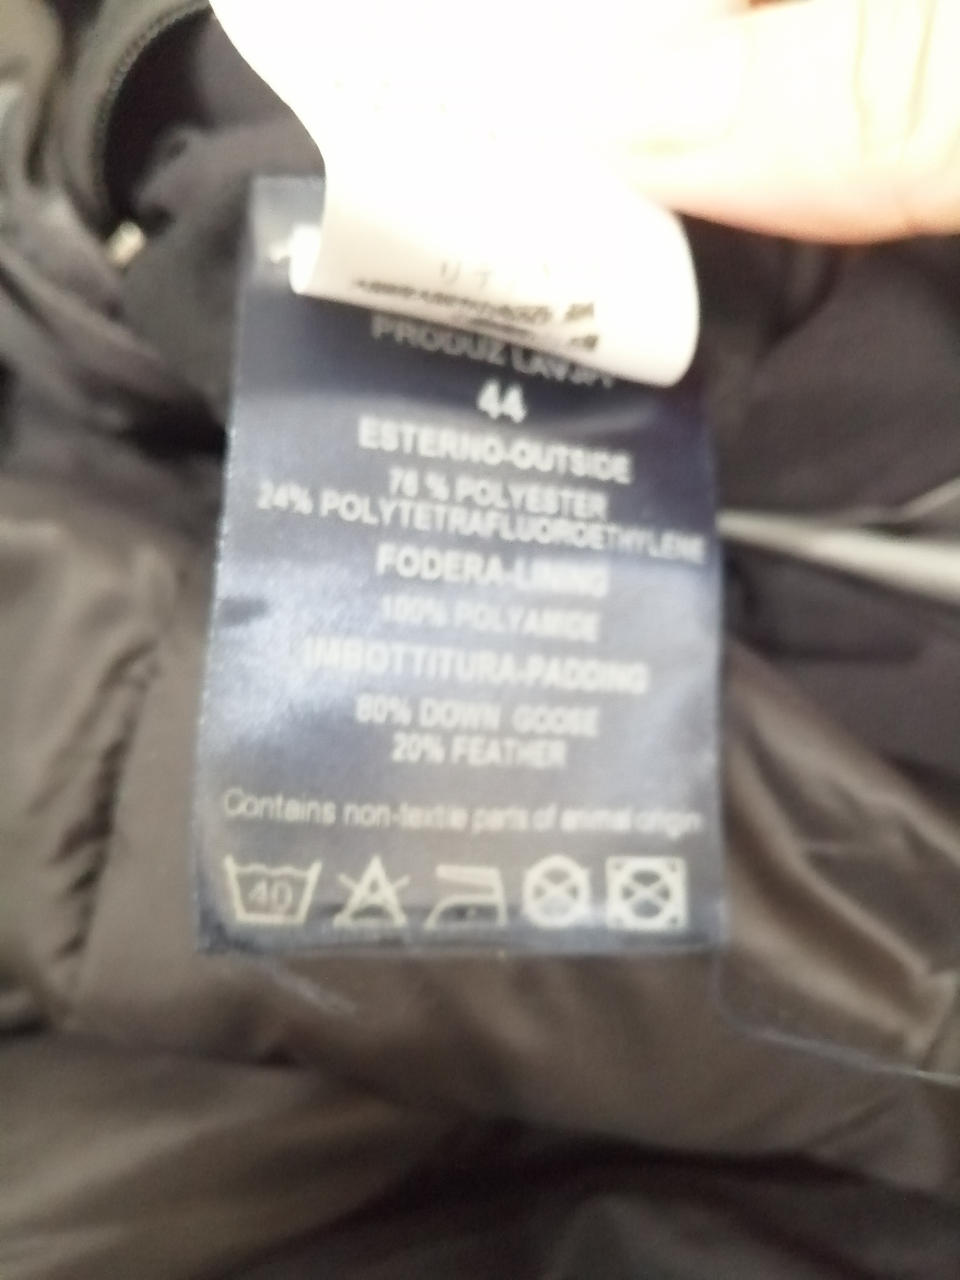 PRODUZ
44
ESTERNO-OUTSIDE
76 % POLYESTER
24% POLYTETRAFLUOROETHYLENE
FODERA-LINING
100% POLYAMIDE
IMBOTTITURA-PADDING
80% DOWN GOOSE
20% FEATHER
Contains non-textile parts of animal origin
40